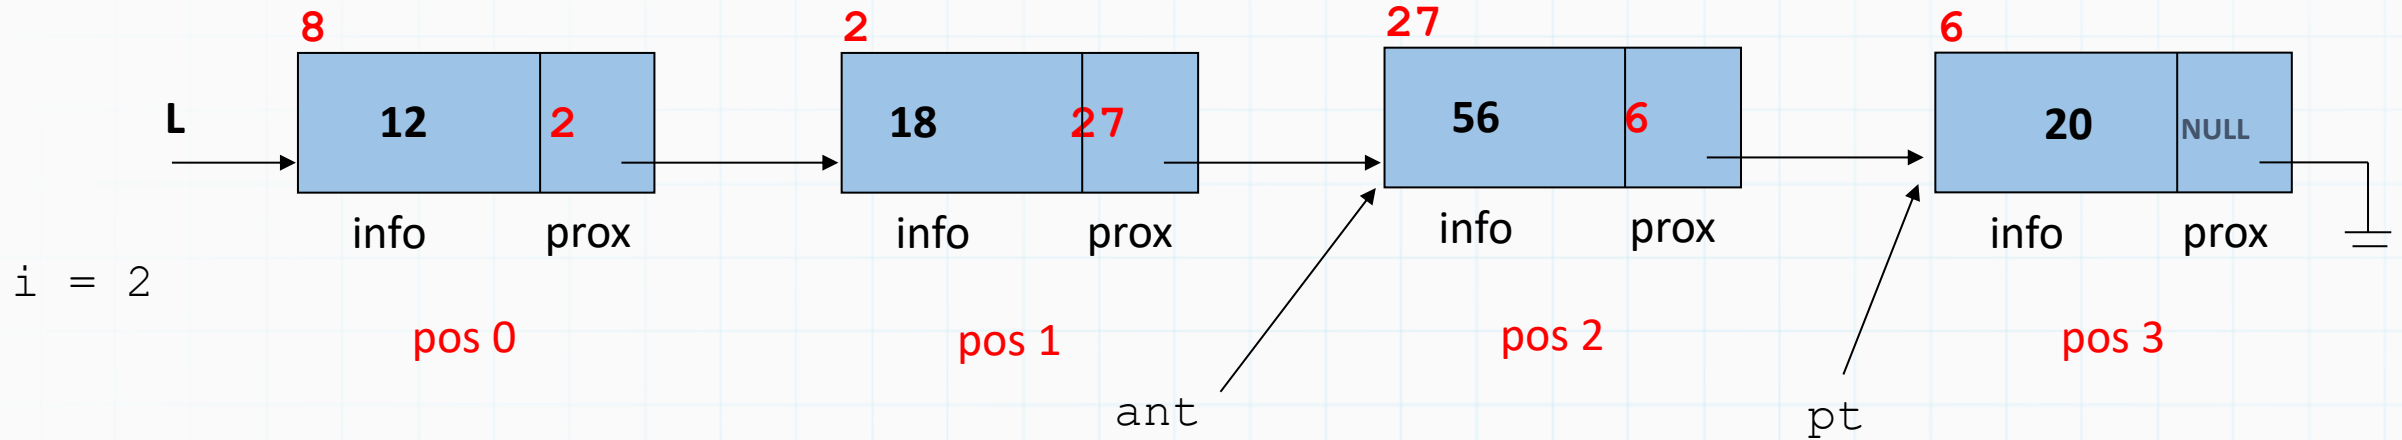 8 2 27 6
L 12 2 18 27 56 6 20 NULL
info prox info prox info prox info prox
i = 2
pos 0 pos 1 pos 2 pos 3
ant pt